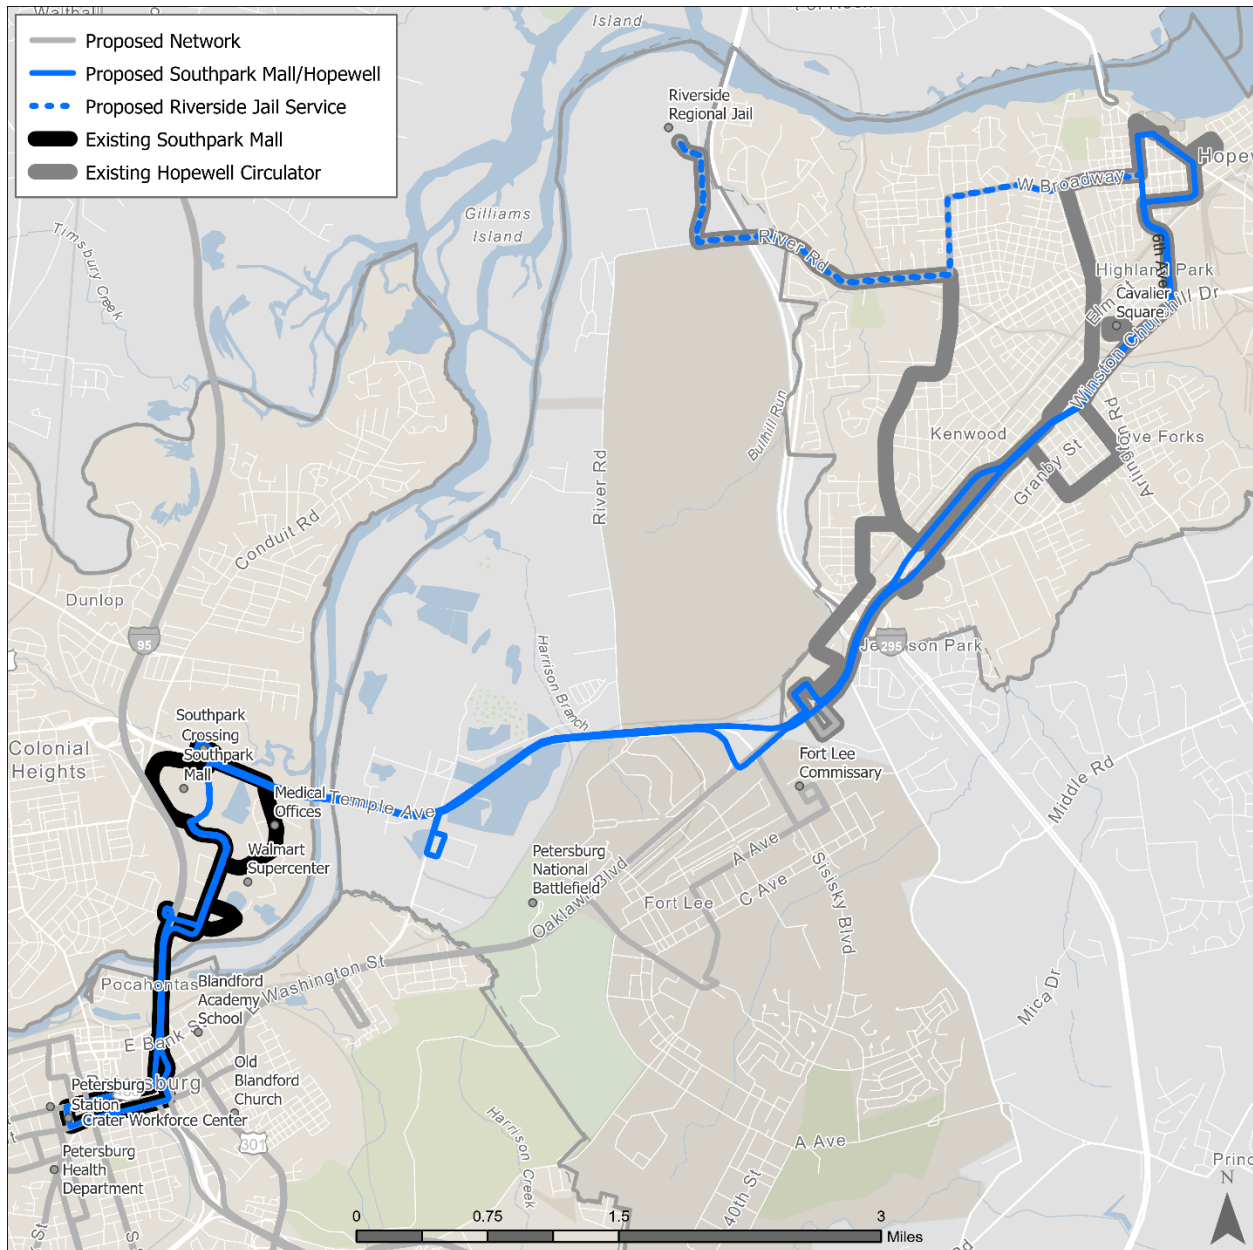 Proposed Network
Proposed Southpark Mall/Hopewell
Proposed Riverside Jail Service
Existing Southpark Mall
Existing Hopewell Circulator
Island
Riverside
Regional Jail
Hopew
W Broadway
Gilliams
Island
Timsbury Creek
River Rd
6th Ave
Highland Park
Elm St
Cavalier
Square
Winston Churchill Dr
Bullhill Run
Kenwood
Granby St
Arlington Rd
ve Forks
River Rd
Conduit Rd
Dunlop
95
Harrison Branch
295
Southpark
Crossing
Southpark
Mall
Colonial
Heights
Medical
Offices
Temple Ave
Fort Lee
Commissary
Middle Rd
Walmart
Supercenter
Petersburg
National
Battlefield
Oaklawn Blvd
A Ave
C Ave
Sisisky Blvd
Fort Lee
E Washington St
Pocahontas
Blandford
Academy
School
Mica Dr
E Bank St
Petersburg
Station
Crater Workforce Center
Old
Blandford
Church
301
Petersburg
Health
Department
Harrison Creek
A Ave
40th St
Princ
N
0
0.75
1.5
3
Miles